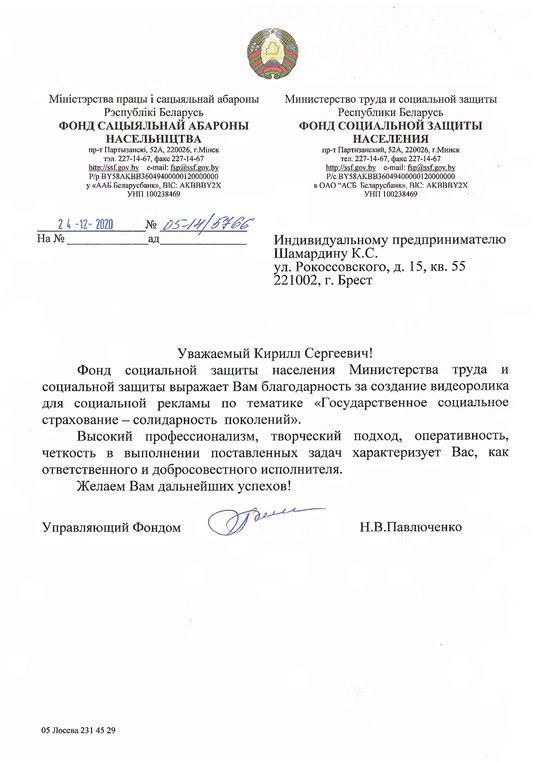 Міністэрства працы і сацыяльнай абароны
Рэспублікі Беларусь
ФОНД САЦЫЯЛЬНАЙ АБАРОНЫ
НАСЕЛЬНІЦТВА
пр-т Партызанскі, 52А, 220026, г.Мінск
тэл. 227-14-67, факс 227-14-67
http://ssf.gov.by e-mail: fsp@ssf.gov.by
Р/р BY58AKBB36049400000120000000
у «ААБ Беларусбанк», BIC: AKBBBY2X
УНП 100238469
Министерство труда и социальной защиты
Республики Беларусь
ФОНД СОЦИАЛЬНОЙ ЗАЩИТЫ
НАСЕЛЕНИЯ
пр-т Партизанский, 52А, 220026, г.Минск
тел. 227-14-67, факс 227-14-67
http://ssf.gov.by e-mail: fsp@ssf.gov.by
Р/с BY58AKBB36049400000120000000
в ОАО "АСБ Беларусбанк», BIC: AKBBBY2X
УНП 100238469
24-12-2020 № 05-14/5766
На № ад
Индивидуальному предпринимателю
Шамардину К.С.
ул. Рокоссовского, д. 15, кв. 55
221002, г. Брест
Уважаемый Кирилл Сергеевич!
Фонд социальной защиты населения Министерства труда и
социальной защиты выражает Вам благодарность за создание видеоролика
для социальной рекламы по тематике «Государственное социальное
страхование – солидарность поколений».
Высокий профессионализм, творческий подход, оперативность,
четкость в выполнении поставленных задач характеризует Вас, как
ответственного и добросовестного исполнителя.
Желаем Вам дальнейших успехов!
Управляющий Фондом Н.В.Павлюченко
05 Лосева 231 45 29